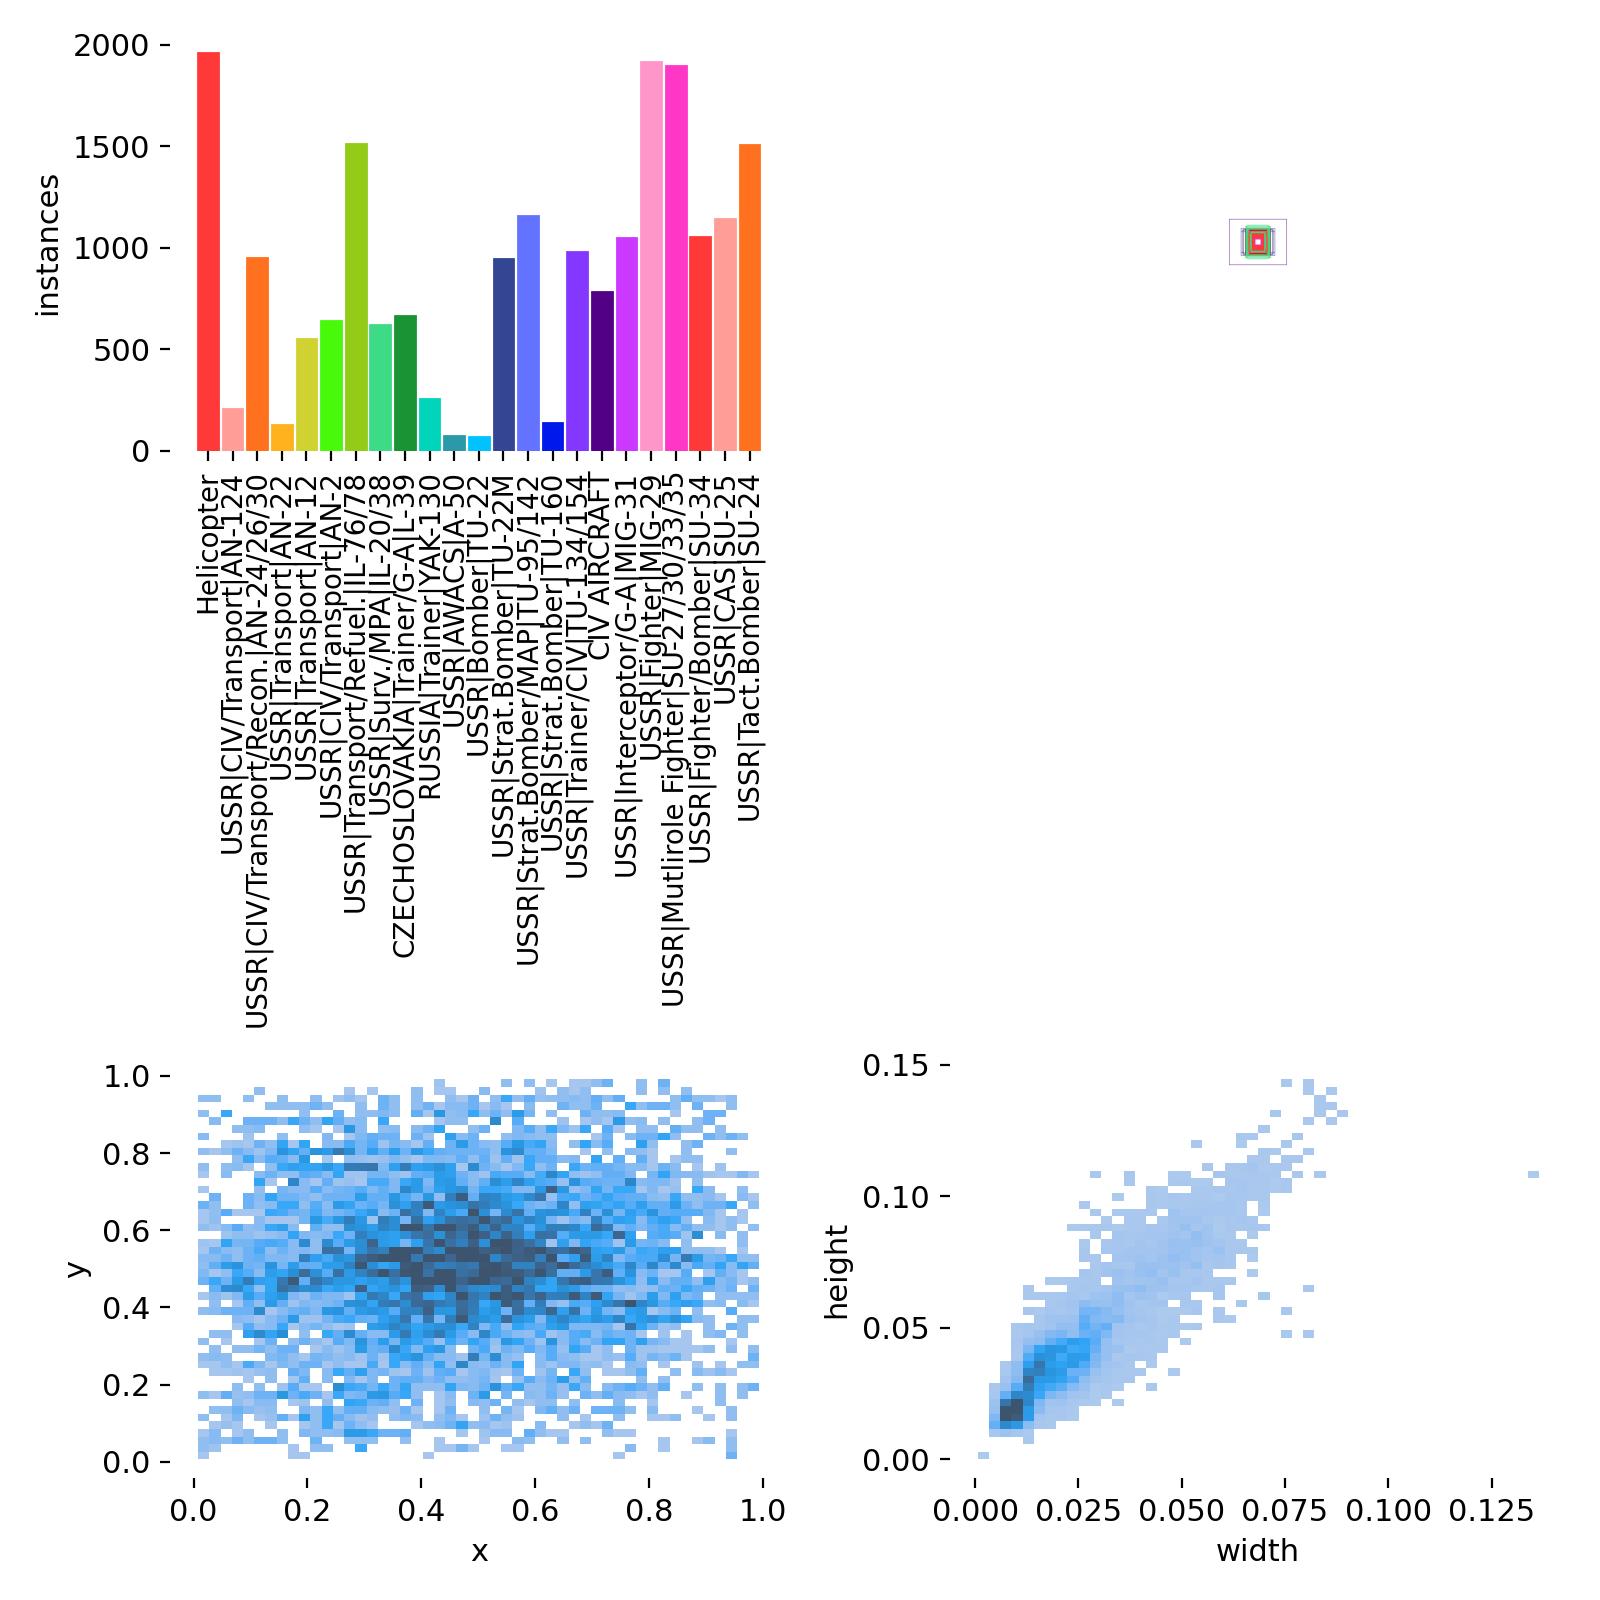 2000
1500
1000
500
0
instances
Helicopter
USSR|CIV/Transport|AN-124
USSR|CIV/Transport/Recon.|AN-24/26/30
USSR|Transport|AN-22
USSR|Transport|AN-12
USSR|CIV/Transport|AN-2
USSR|Transport/Refuel.|IL-76/78
USSR|Surv./MPA|IL-20/38
CZECHOSLOVAKIA|Trainer/G-A|L-39
RUSSIA|Trainer|YAK-130
USSR|AWACS|A-50
USSR|Bomber|TU-22
USSR|Strat.Bomber|TU-22M
USSR|Strat.Bomber/MAP|TU-95/142
USSR|Strat.Bomber|TU-160
USSR|Trainer/CIV|TU-134/154
CIV AIRCRAFT
USSR|Interceptor/G-A|MIG-31
USSR|Fighter|MIG-29
USSR|Mutlirole Fighter|SU-27/30/33/35
USSR|Fighter/Bomber|SU-34
USSR|CAS|SU-25
USSR|Tact.Bomber|SU-24
1.0
0.8
0.6
0.4
0.2
0.0
y
0.0 0.2 0.4 0.6 0.8 1.0
x
0.15
0.10
0.05
0.00
height
0.000 0.025 0.050 0.075 0.100 0.125
width